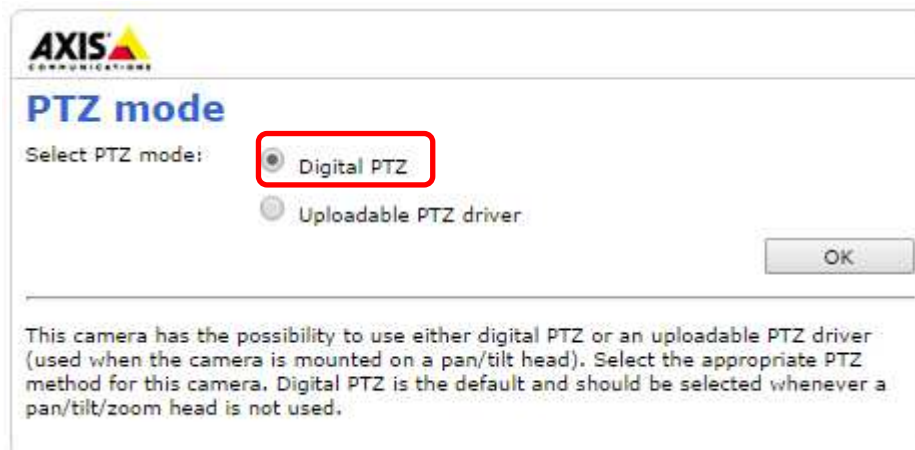 AXIS
COMMUNICATIONS
PTZ mode
Select PTZ mode:
Digital PTZ
Uploadable PTZ driver
OK
This camera has the possibility to use either digital PTZ or an uploadable PTZ driver
(used when the camera is mounted on a pan/tilt head). Select the appropriate PTZ
method for this camera. Digital PTZ is the default and should be selected whenever a
pan/tilt/zoom head is not used.